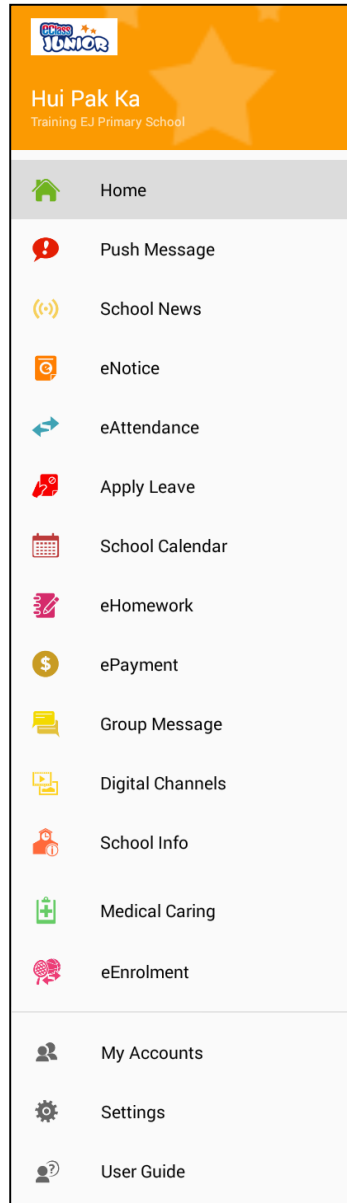 eClass
JUNIOR
Hui Pak Ka
Training EJ Primary School
Home
Push Message
School News
eNotice
eAttendance
Apply Leave
School Calendar
eHomework
ePayment
Group Message
Digital Channels
School Info
Medical Caring
eEnrolment
My Accounts
Settings
User Guide